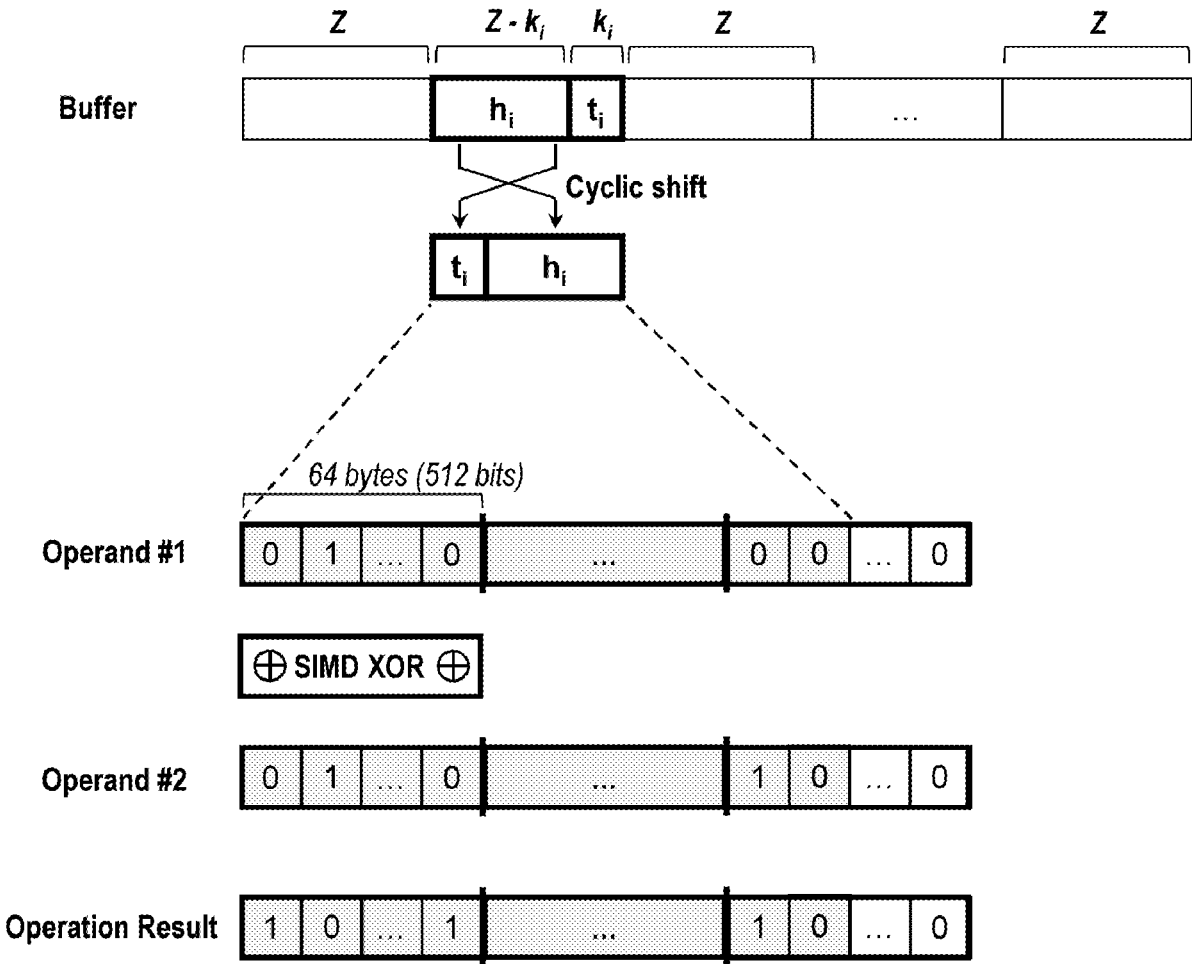 Z Z - kᵢ kᵢ Z Z
Buffer hᵢ tᵢ ...
Cyclic shift
tᵢ hᵢ
64 bytes (512 bits)
Operand #1 0 1 ... 0 ... 0 0 ... 0
⊕ SIMD XOR ⊕
Operand #2 0 1 ... 0 ... 1 0 ... 0
Operation Result 1 0 ... 1 ... 1 0 ... 0